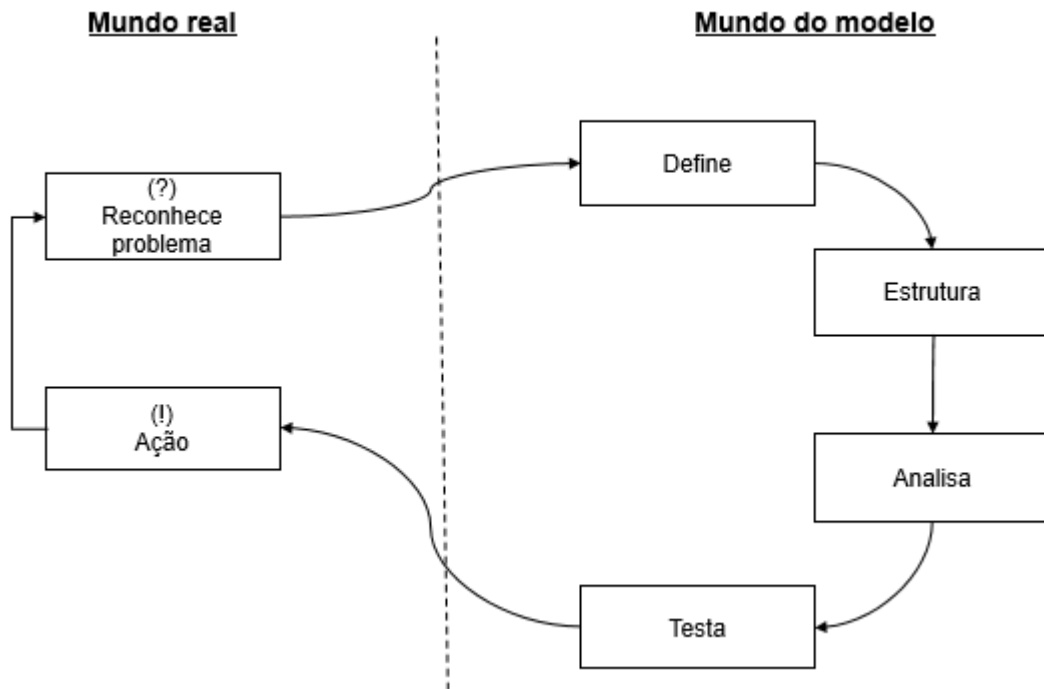 Mundo real
Mundo do modelo
Define
(?)
Reconhece
problema
Estrutura
(!)
Ação
Analisa
Testa